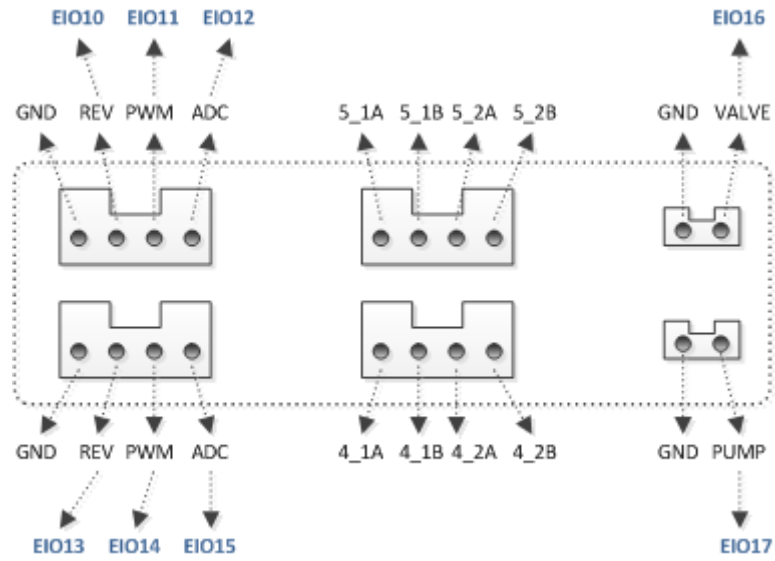 EIO10 EIO11 EIO12 EIO16
GND REV PWM ADC 5_1A 5_1B 5_2A 5_2B GND VALVE
GND REV PWM ADC 4_1A 4_1B 4_2A 4_2B GND PUMP
EIO13 EIO14 EIO15 EIO17